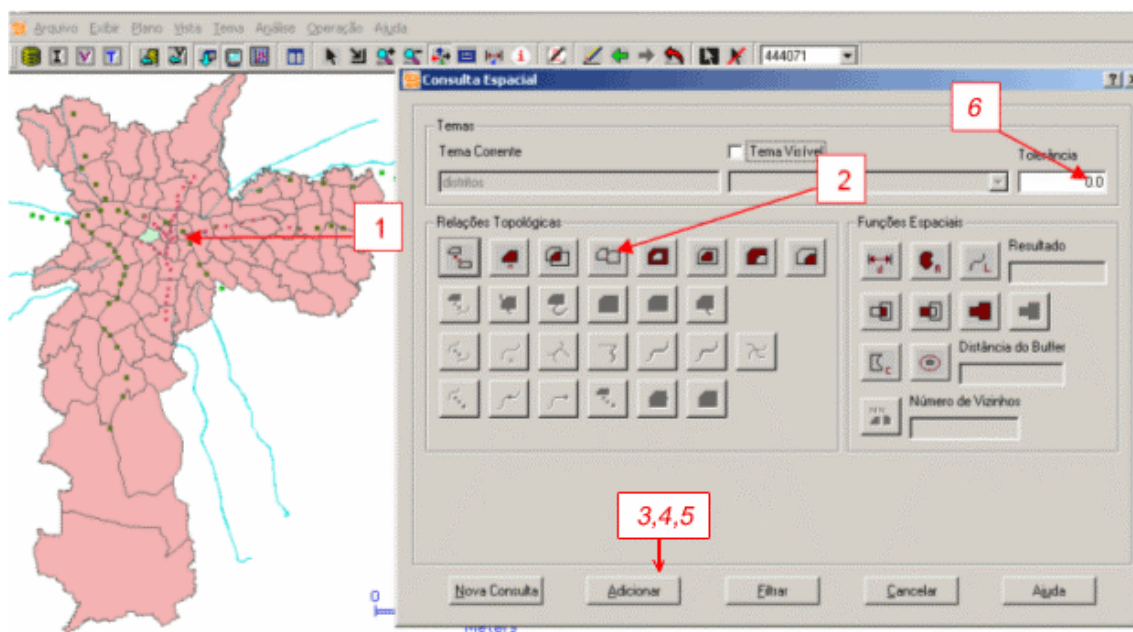 Arquivo Exibir Plano Vista Tema Análise Operação Ajuda
444071
Consulta Espacial
6
Temas
Tema Corrente
Tema Visível
Tolerância
distritos
0.0
2
1
Relações Topológicas
Funções Espaciais
Resultado
Distância do Buffer
Número de Vizinhos
3,4,5
Nova Consulta
Adicionar
Filtrar
Cancelar
Ajuda
0
Meters